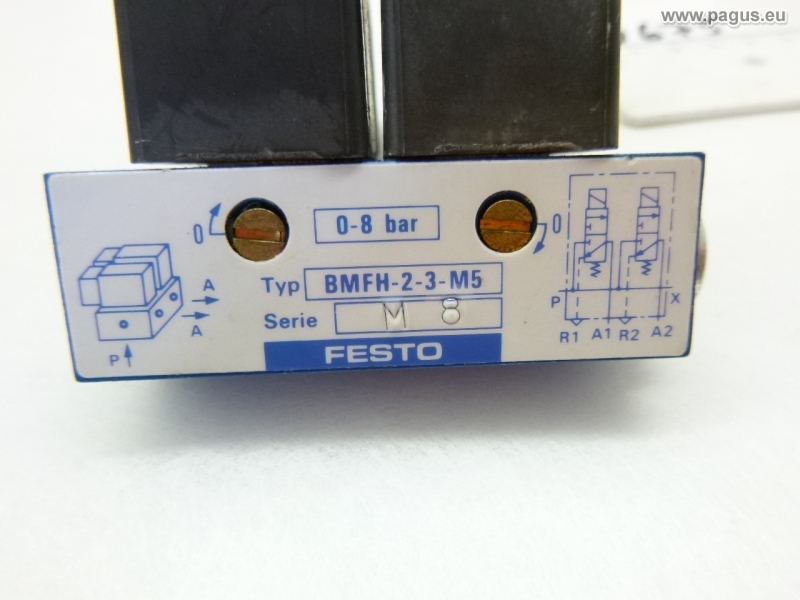 www.pagus.eu
0
0-8 bar
0
A
A
P
Typ BMFH-2-3-M5
Serie M 8
FESTO
P X
R1 A1 R2 A2